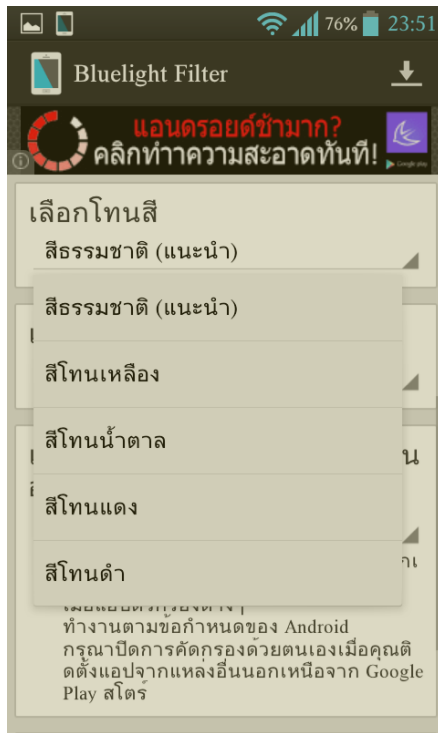 76% 23:51
Bluelight Filter
แอนดรอยด์ช้ามาก?
คลิกทำาความสะอาดทันที!
Google play
เลือกโทนสี
สีธรรมชาติ (แนะนำ)
สีธรรมชาติ (แนะนำ)
สีโทนเหลือง
สีโทนน้ำตาล
สีโทนแดง
สีโทนดำ
ทำงานตามข้อกำหนดของ Android
กรุณาปิดการคัดกรองด้วยตนเองเมื่อคุณติ
ดตั้งแอปจากแหล่งอื่นนอกเหนือจาก Google
Play สโตร์